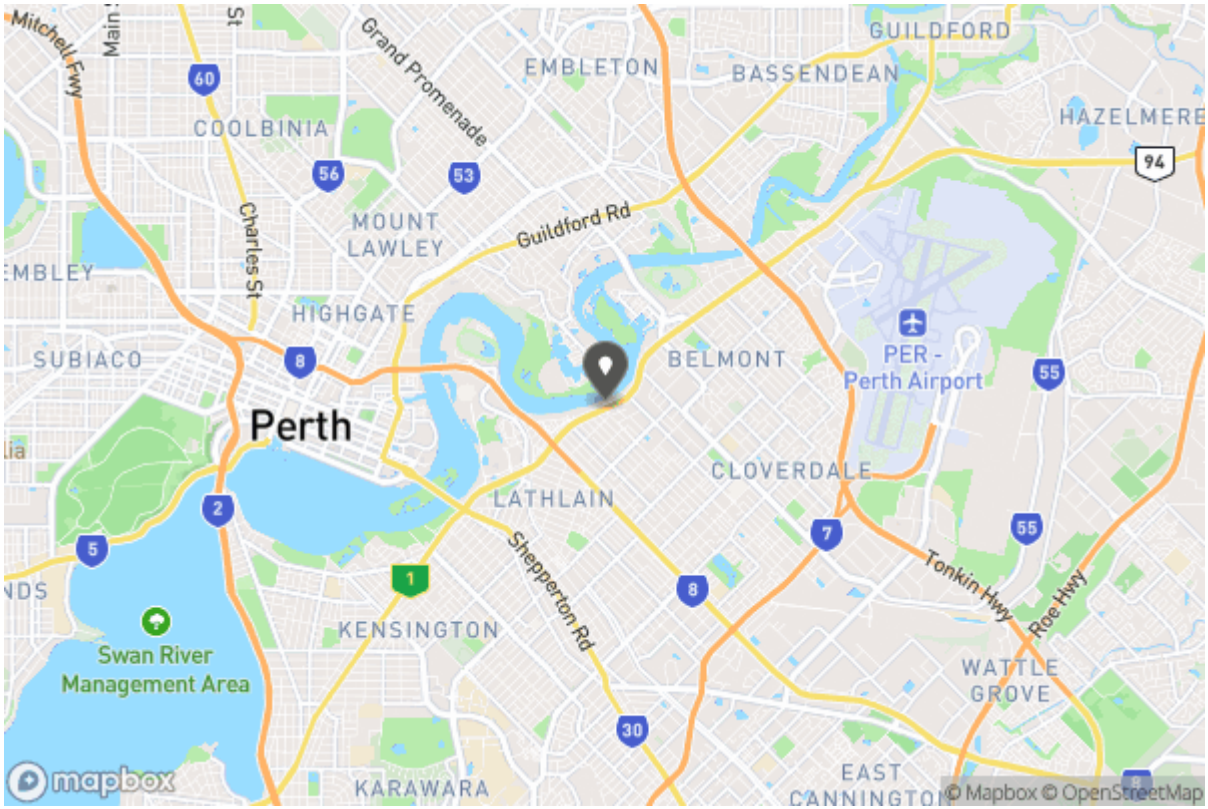 GUILDFORD
Mitchell Fwy
Main
St
60
Grand Promenade
EMBLETON
BASSENDEAN
HAZELMERE
COOLBINIA
94
56
53
MOUNT
LAWLEY
Guildford Rd
Charles St
EMBLEY
HIGHGATE
SUBIACO
8
BELMONT
PER -
Perth Airport
55
Perth
lia
CLOVERDALE
LATHLAIN
2
5
7
55
Shepperton Rd
1
8
Tonkin Hwy
Roe Hwy
NDS
KENSINGTON
Swan River
Management Area
WATTLE
GROVE
30
mapbox
KARAWARA
EAST
CANNINGTON
8
© Mapbox © OpenStreetMap